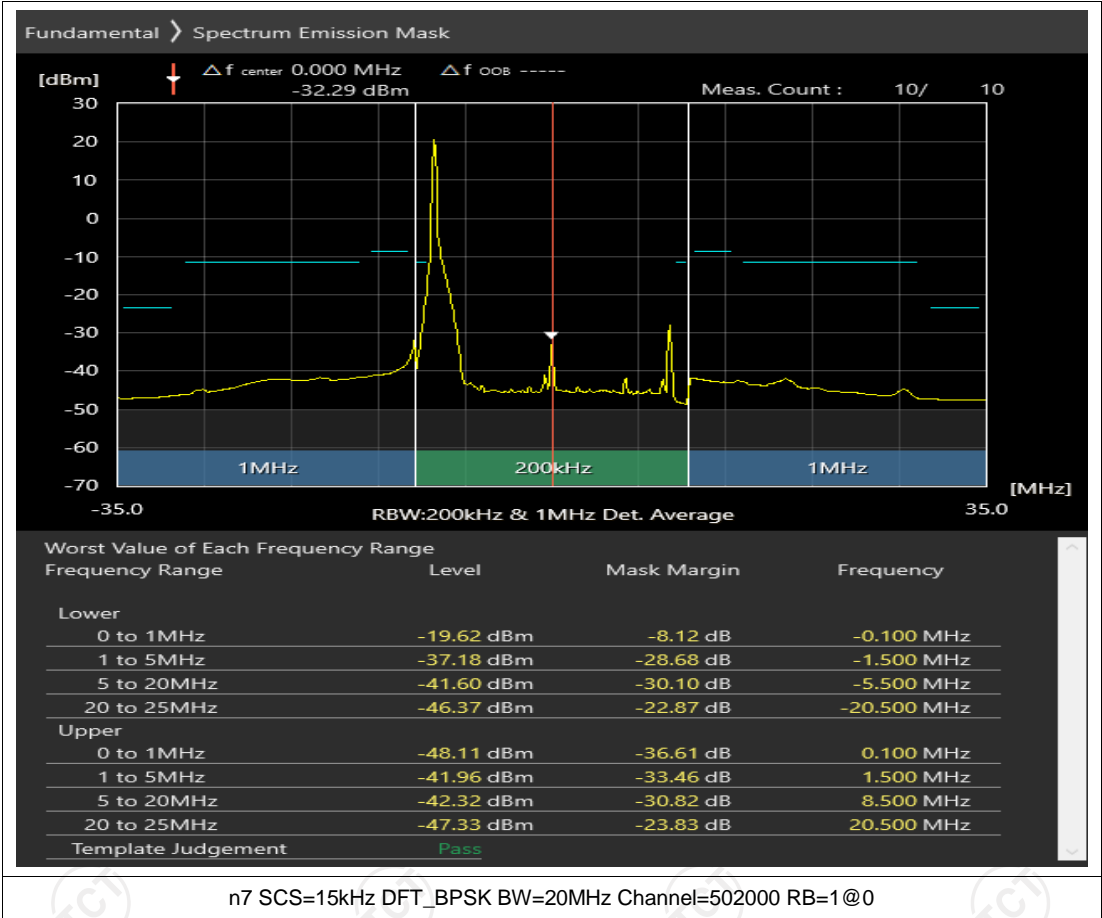 Fundamental ❯ Spectrum Emission Mask
[dBm] △f center 0.000 MHz △f OOB -----
-32.29 dBm Meas. Count : 10/ 10
30
20
10
0
-10
-20
-30
-40
-50
-60
1MHz 200kHz 1MHz
-70
[MHz]
-35.0 RBW:200kHz & 1MHz Det. Average 35.0
Worst Value of Each Frequency Range
Frequency Range Level Mask Margin Frequency
Lower
0 to 1MHz -19.62 dBm -8.12 dB -0.100 MHz
1 to 5MHz -37.18 dBm -28.68 dB -1.500 MHz
5 to 20MHz -41.60 dBm -30.10 dB -5.500 MHz
20 to 25MHz -46.37 dBm -22.87 dB -20.500 MHz
Upper
0 to 1MHz -48.11 dBm -36.61 dB 0.100 MHz
1 to 5MHz -41.96 dBm -33.46 dB 1.500 MHz
5 to 20MHz -42.32 dBm -30.82 dB 8.500 MHz
20 to 25MHz -47.33 dBm -23.83 dB 20.500 MHz
Template Judgement Pass
n7 SCS=15kHz DFT_BPSK BW=20MHz Channel=502000 RB=1@0
TCT TCT TCT